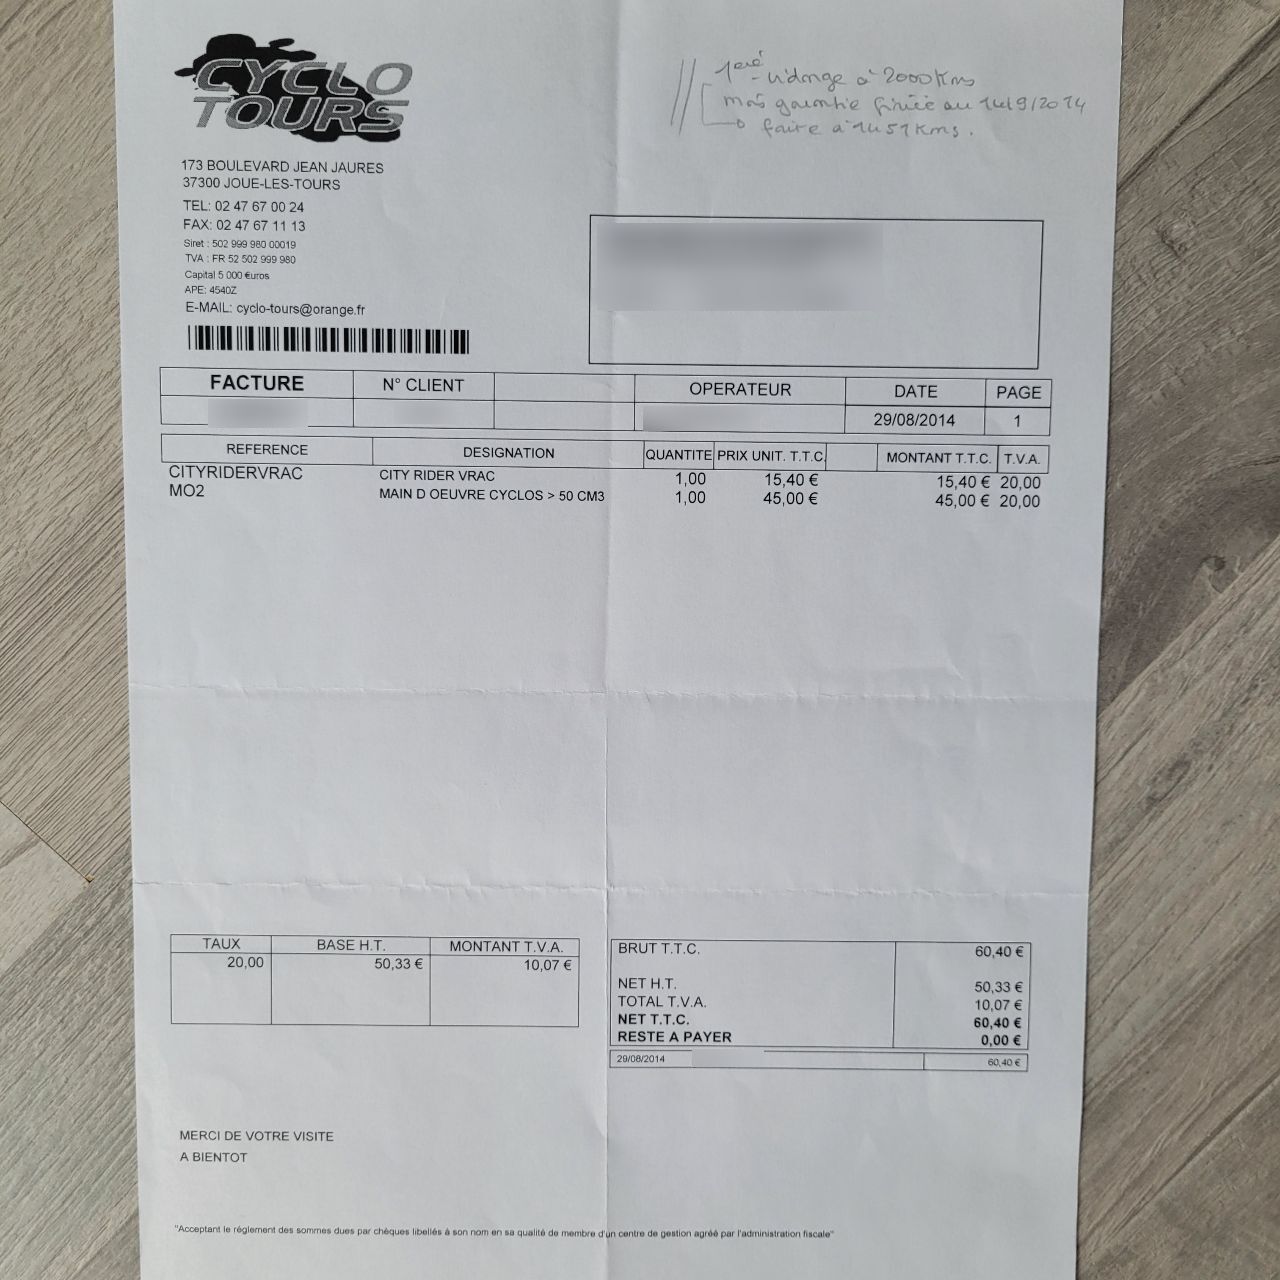 CYCLO
TOURS
1eré vidange à 2000 Kms
mais garantie finie au 14/9/2014
faire à 1451 Kms.
173 BOULEVARD JEAN JAURES
37300 JOUE-LES-TOURS
TEL: 02 47 67 00 24
FAX: 02 47 67 11 13
Siret : 502 999 980 00019
TVA : FR 52 502 999 980
Capital 5 000 €uros
APE: 4540Z
E-MAIL: cyclo-tours@orange.fr
FACTURE N° CLIENT OPERATEUR DATE PAGE
29/08/2014 1
REFERENCE DESIGNATION QUANTITE PRIX UNIT. T.T.C. MONTANT T.T.C. T.V.A.
CITYRIDERVRAC CITY RIDER VRAC 1,00 15,40 € 15,40 € 20,00
MO2 MAIN D OEUVRE CYCLOS > 50 CM3 1,00 45,00 € 45,00 € 20,00
TAUX BASE H.T. MONTANT T.V.A.
20,00 50,33 € 10,07 €
BRUT T.T.C. 60,40 €
NET H.T. 50,33 €
TOTAL T.V.A. 10,07 €
NET T.T.C. 60,40 €
RESTE A PAYER 0,00 €
29/08/2014 60,40 €
MERCI DE VOTRE VISITE
A BIENTOT
"Acceptant le réglement des sommes dues par chèques libellés à son nom en sa qualité de membre d'un centre de gestion agréé par l'administration fiscale"